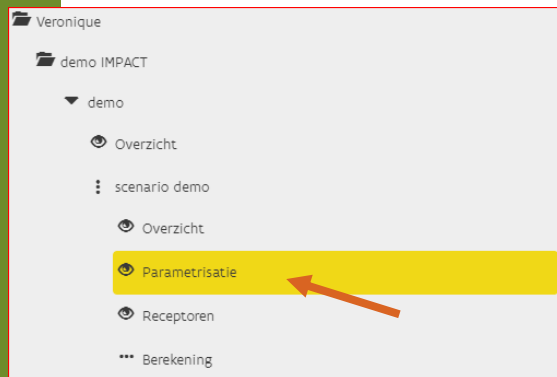 Veronique
demo IMPACT
demo
Overzicht
scenario demo
Overzicht
Parametrisatie
Receptoren
Berekening